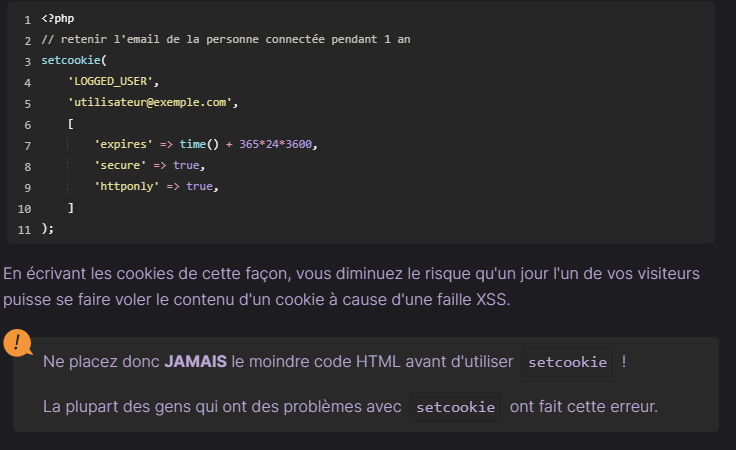 1 <?php
2 // retenir l'email de la personne connectée pendant 1 an
3 setcookie(
4 'LOGGED_USER',
5 'utilisateur@exemple.com',
6 [
7 'expires' => time() + 365*24*3600,
8 'secure' => true,
9 'httponly' => true,
10 ]
11 );
En écrivant les cookies de cette façon, vous diminuez le risque qu'un jour l'un de vos visiteurs
puisse se faire voler le contenu d'un cookie à cause d'une faille XSS.
!
Ne placez donc JAMAIS le moindre code HTML avant d'utiliser setcookie !
La plupart des gens qui ont des problèmes avec setcookie ont fait cette erreur.